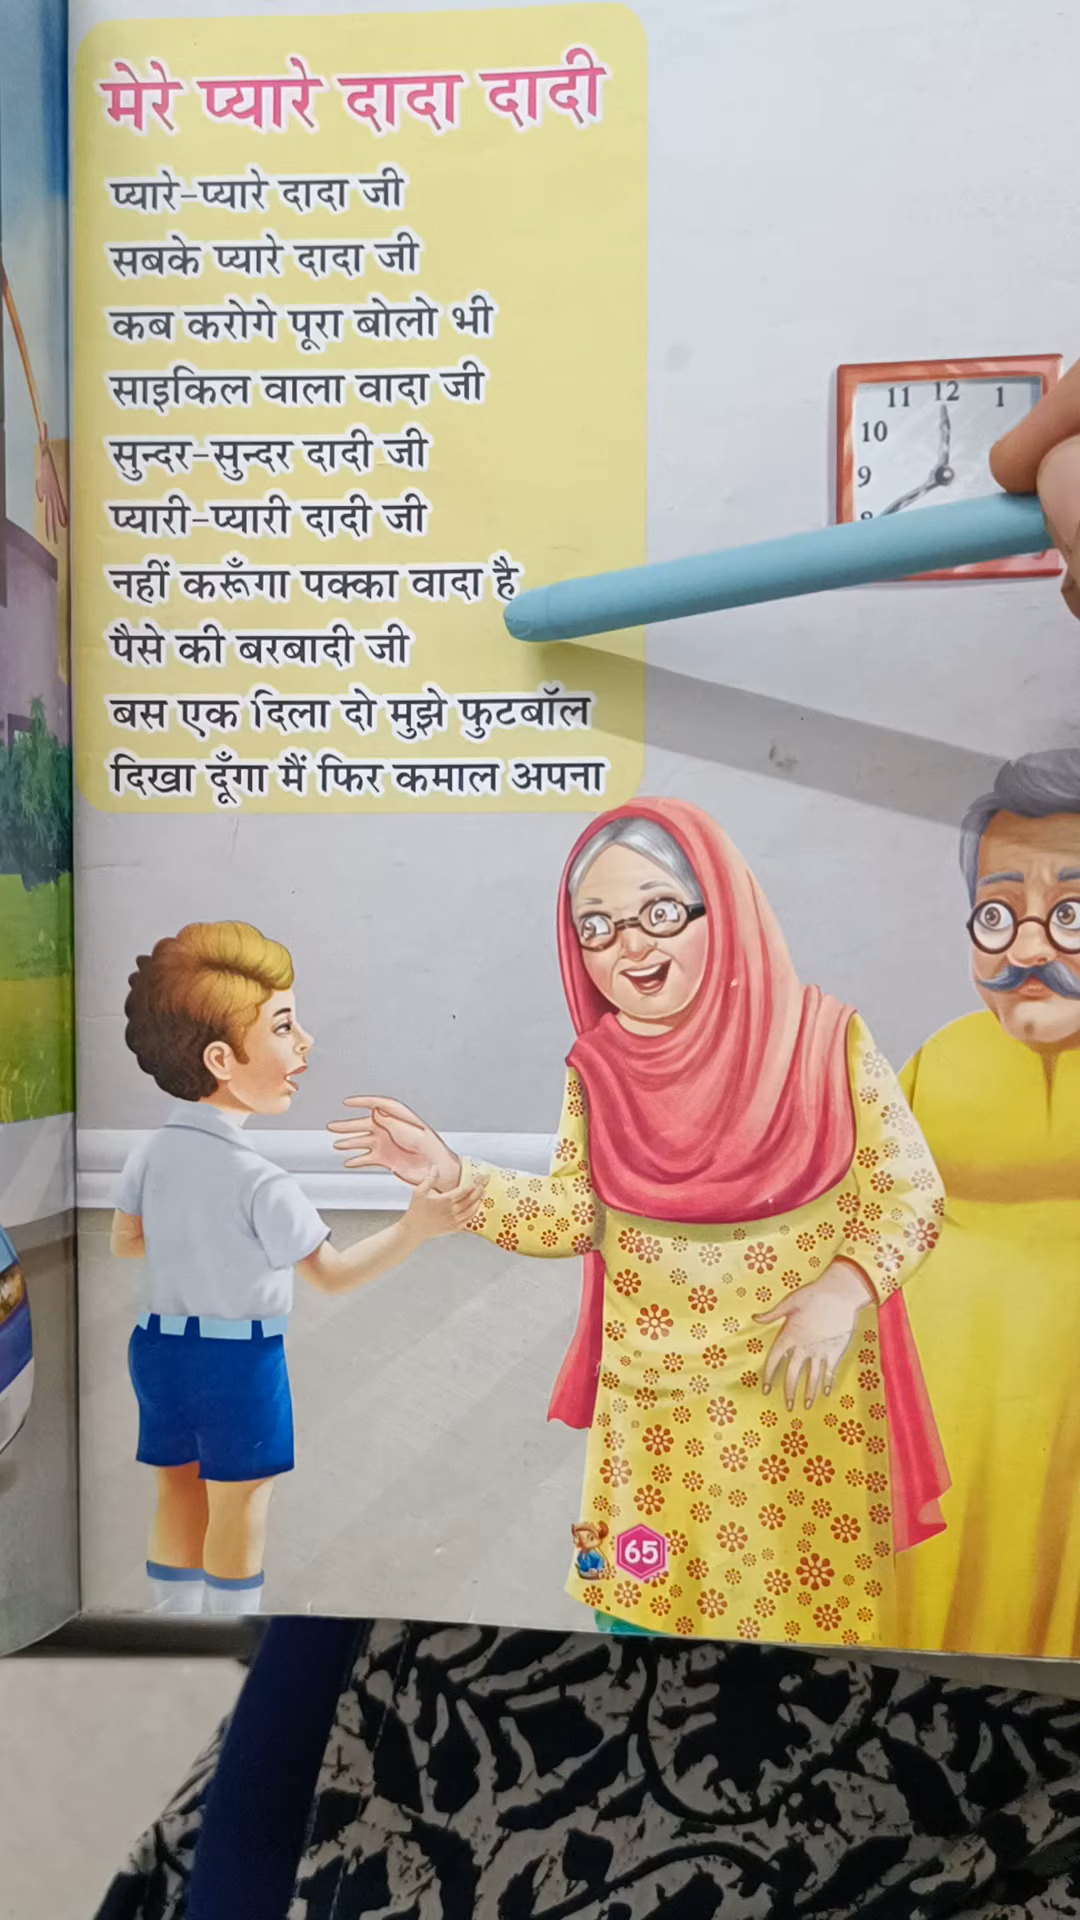 मेरे प्यारे दादा दादी
प्यारे-प्यारे दादा जी
सबके प्यारे दादा जी
कब करोगे पूरा बोलो भी
साइकिल वाला वादा जी
सुन्दर-सुन्दर दादी जी
प्यारी-प्यारी दादी जी
नहीं करूँगा पक्का वादा है
पैसे की बरबादी जी
बस एक दिला दो मुझे फुटबॉल
दिखा दूँगा मैं फिर कमाल अपना
11 12 1
10
9
65